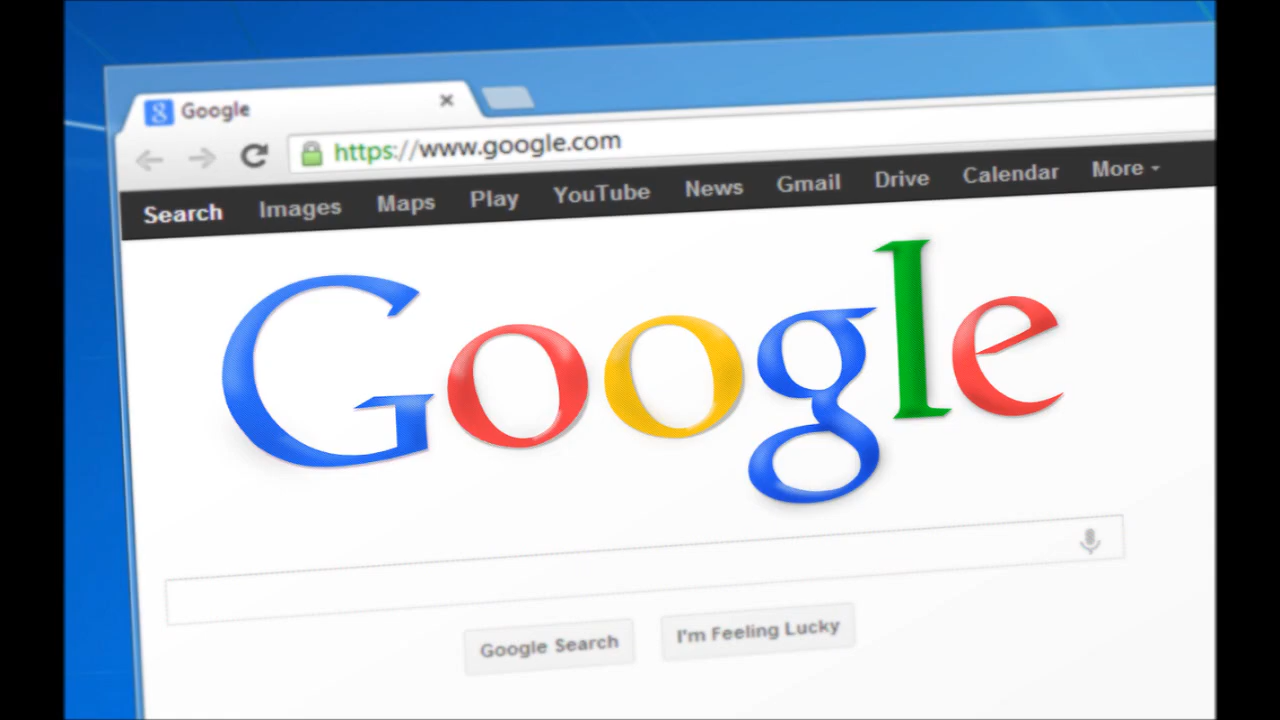 Google
https://www.google.com
Search Images Maps Play YouTube News Gmail Drive Calendar More
Google
Google Search I'm Feeling Lucky